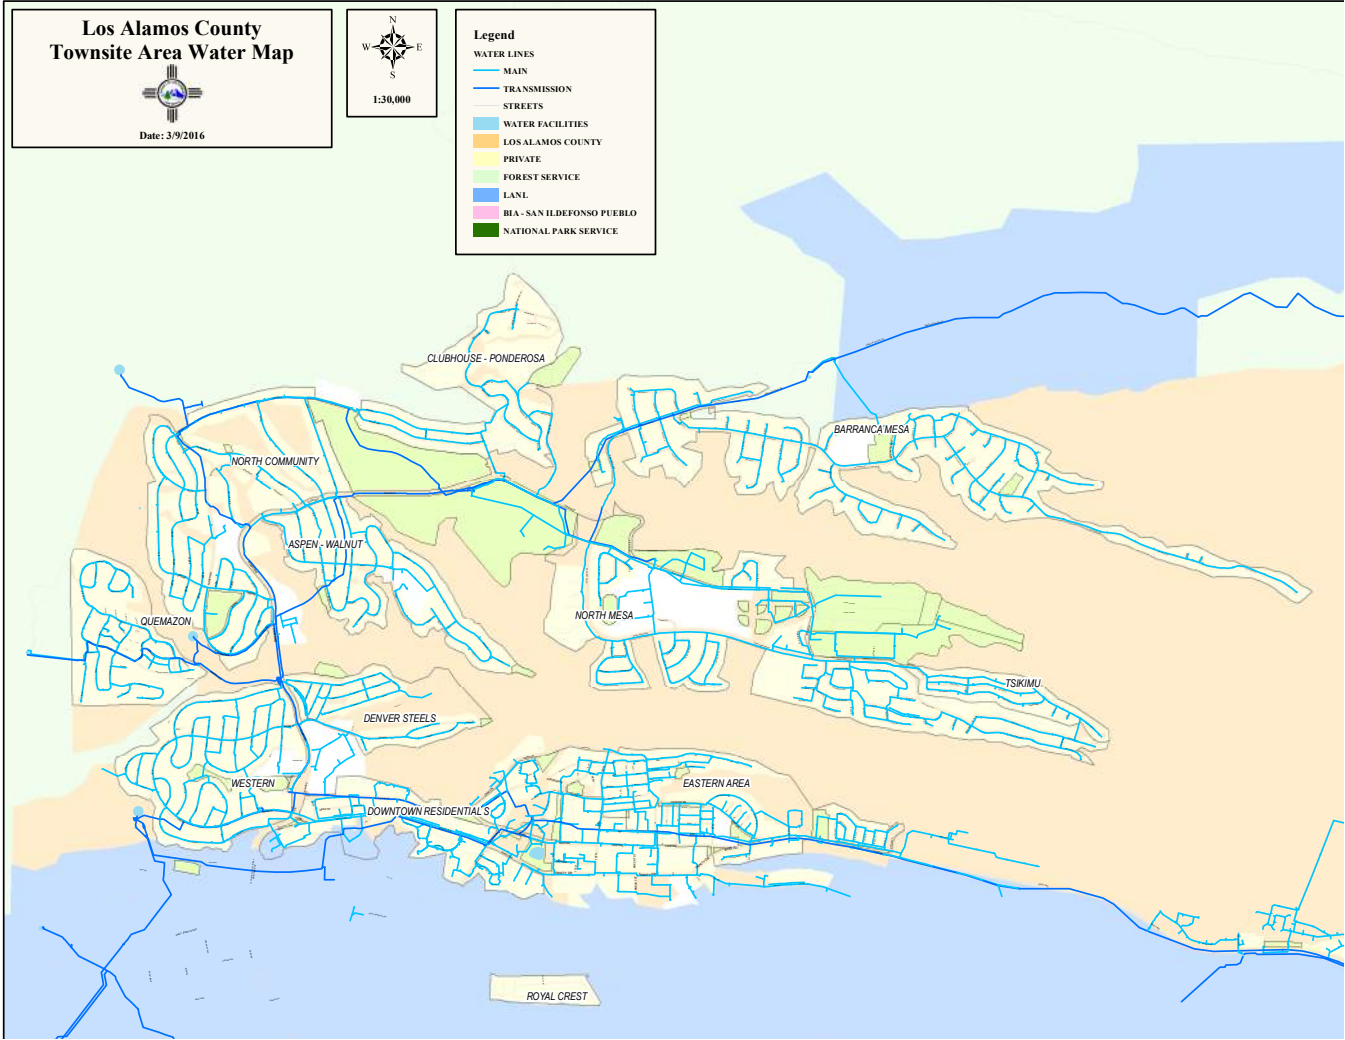 Los Alamos County
Townsite Area Water Map
Date: 3/9/2016
N
W E
S
1:30,000
Legend
WATER LINES
MAIN
TRANSMISSION
STREETS
WATER FACILITIES
LOS ALAMOS COUNTY
PRIVATE
FOREST SERVICE
LANL
BIA - SAN ILDEFONSO PUEBLO
NATIONAL PARK SERVICE
CLUBHOUSE - PONDEROSA
BARRANCA MESA
NORTH COMMUNITY
ASPEN - WALNUT
QUEMAZON
NORTH MESA
TSIKIMU
DENVER STEELS
WESTERN
EASTERN AREA
DOWNTOWN RESIDENTIALS
ROYAL CREST